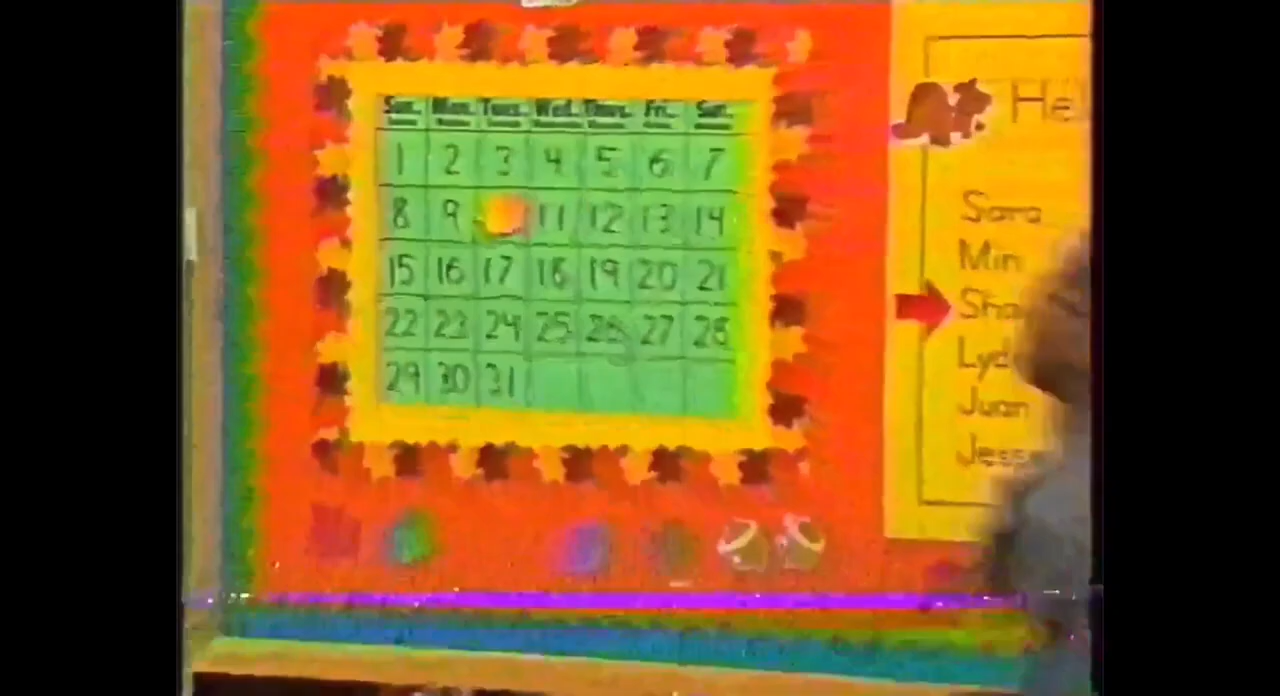 Sun. Mon. Tues. Wed. Thurs. Fri. Sat.
1 2 3 4 5 6 7
8 9 11 12 13 14
15 16 17 18 19 20 21
22 23 24 25 26 27 28
29 30 31
Hel
Sara
Min
Sha
Lyd
Juan
Jess